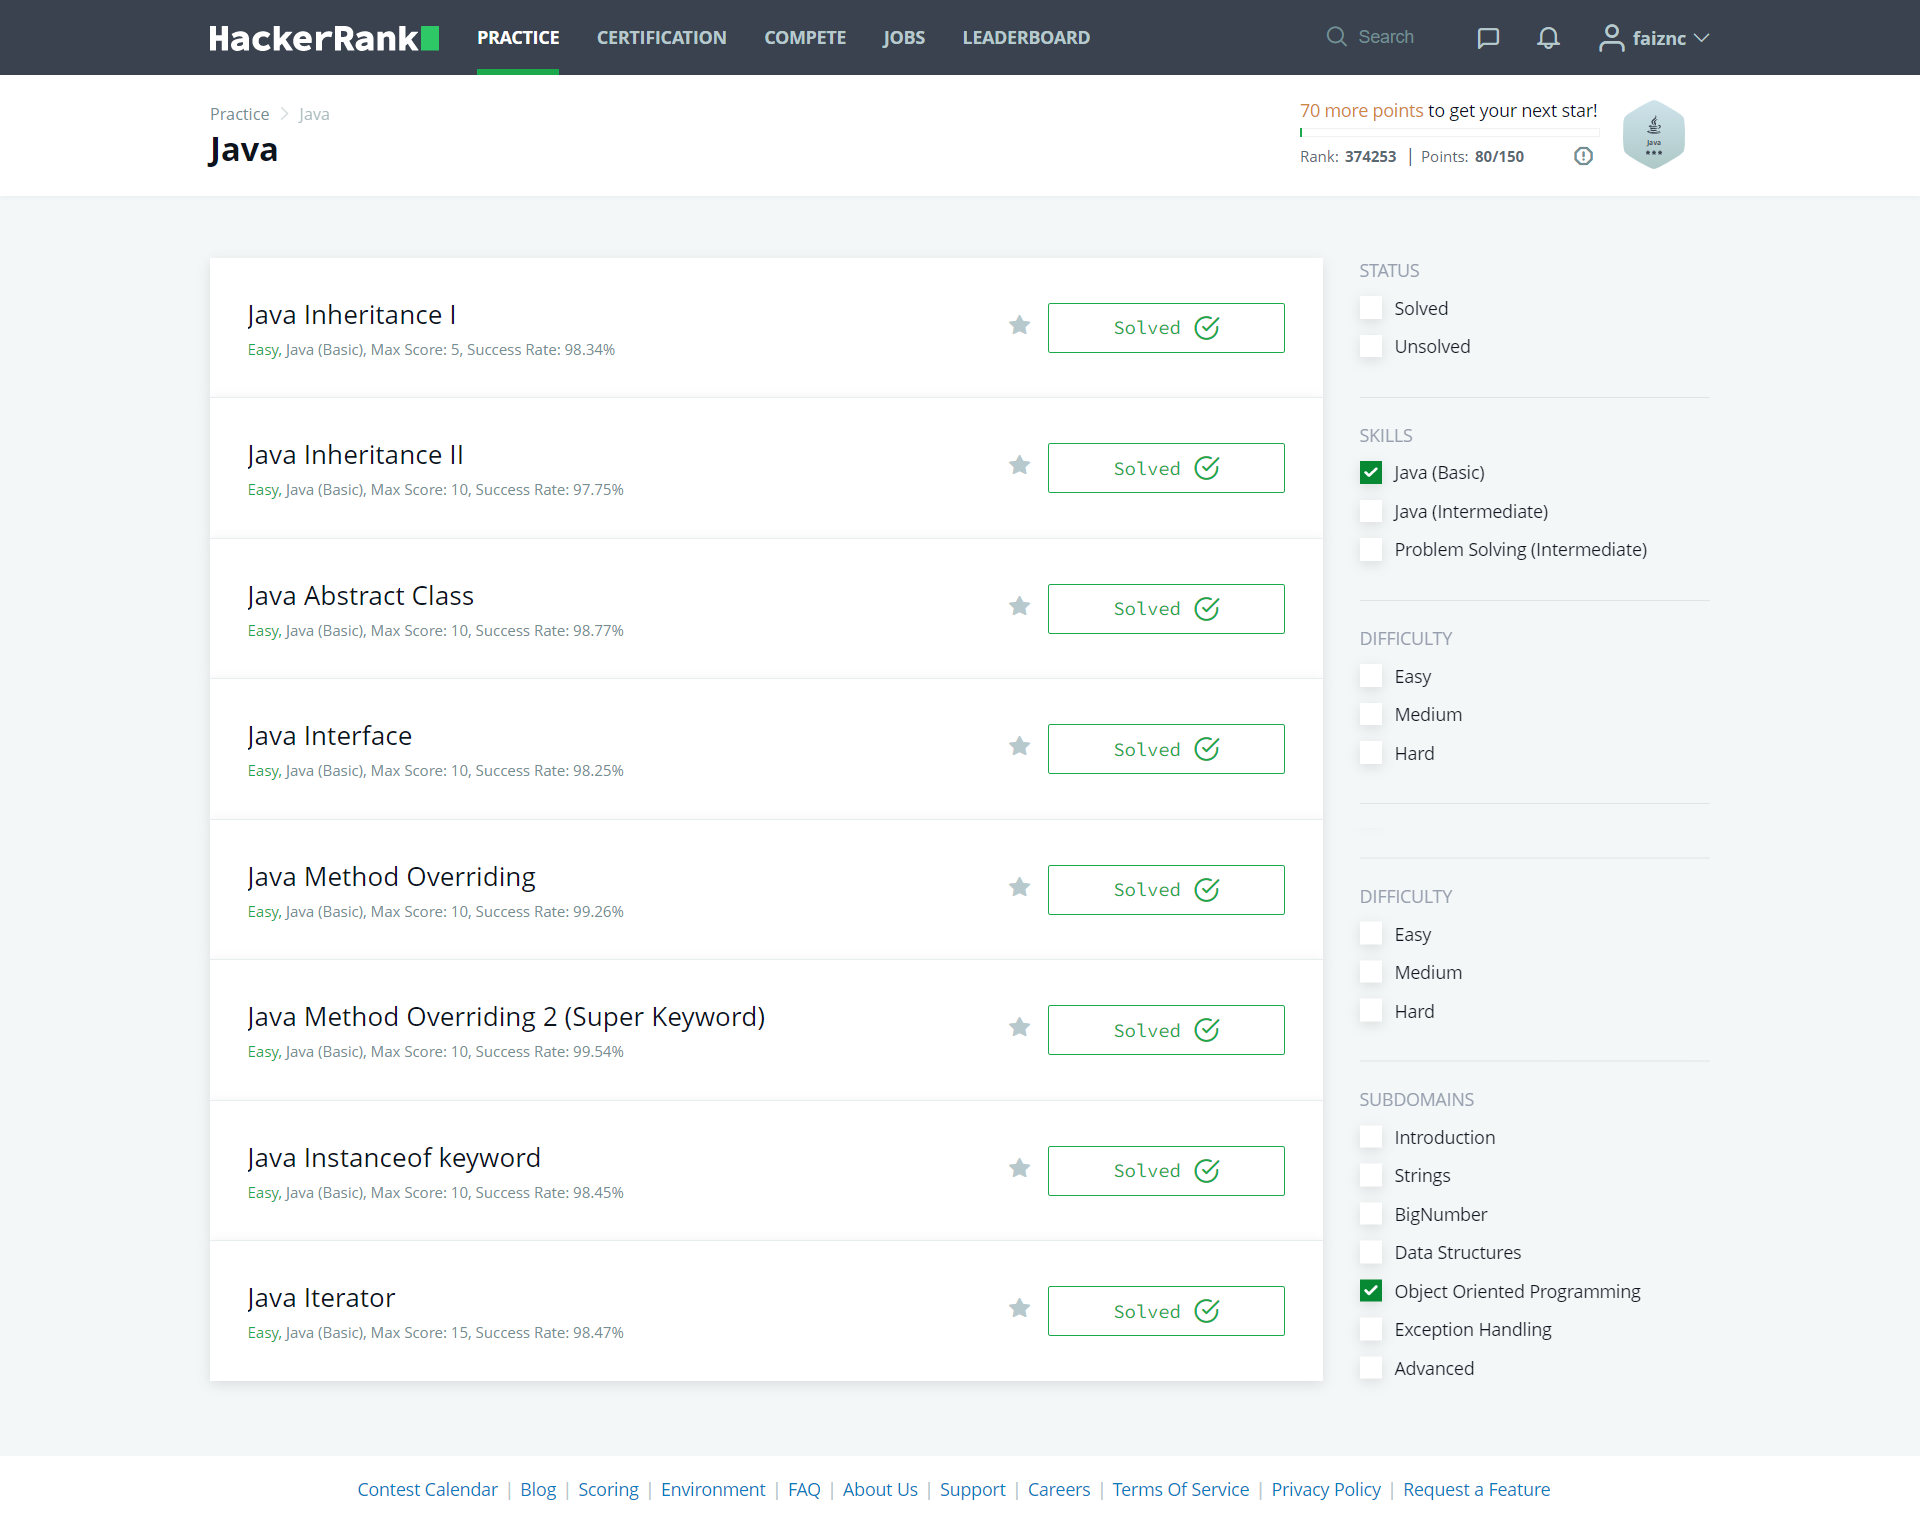 HackerRank
PRACTICE CERTIFICATION COMPETE JOBS LEADERBOARD Search faiznc
Practice > Java
Java
70 more points to get your next star!
Rank: 374253 | Points: 80/150
Java
Java Inheritance I
Easy, Java (Basic), Max Score: 5, Success Rate: 98.34%
Solved
Java Inheritance II
Easy, Java (Basic), Max Score: 10, Success Rate: 97.75%
Solved
Java Abstract Class
Easy, Java (Basic), Max Score: 10, Success Rate: 98.77%
Solved
Java Interface
Easy, Java (Basic), Max Score: 10, Success Rate: 98.25%
Solved
Java Method Overriding
Easy, Java (Basic), Max Score: 10, Success Rate: 99.26%
Solved
Java Method Overriding 2 (Super Keyword)
Easy, Java (Basic), Max Score: 10, Success Rate: 99.54%
Solved
Java Instanceof keyword
Easy, Java (Basic), Max Score: 10, Success Rate: 98.45%
Solved
Java Iterator
Easy, Java (Basic), Max Score: 15, Success Rate: 98.47%
Solved
STATUS
Solved
Unsolved
SKILLS
Java (Basic)
Java (Intermediate)
Problem Solving (Intermediate)
DIFFICULTY
Easy
Medium
Hard
DIFFICULTY
Easy
Medium
Hard
SUBDOMAINS
Introduction
Strings
BigNumber
Data Structures
Object Oriented Programming
Exception Handling
Advanced
Contest Calendar | Blog | Scoring | Environment | FAQ | About Us | Support | Careers | Terms Of Service | Privacy Policy | Request a Feature